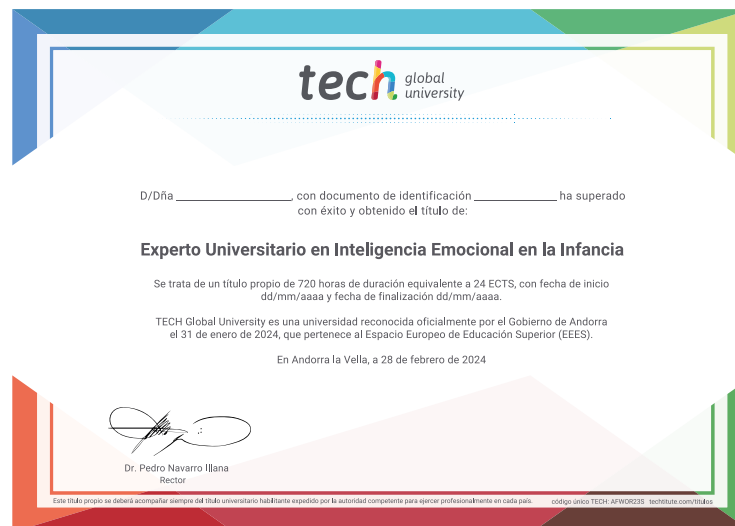 tech global university
D/Dña ____________________, con documento de identificación ______________ ha superado
con éxito y obtenido el título de:
Experto Universitario en Inteligencia Emocional en la Infancia
Se trata de un título propio de 720 horas de duración equivalente a 24 ECTS, con fecha de inicio
dd/mm/aaaa y fecha de finalización dd/mm/aaaa.
TECH Global University es una universidad reconocida oficialmente por el Gobierno de Andorra
el 31 de enero de 2024, que pertenece al Espacio Europeo de Educación Superior (EEES).
En Andorra la Vella, a 28 de febrero de 2024
Dr. Pedro Navarro Illana
Rector
Este título propio se deberá acompañar siempre del título universitario habilitante expedido por la autoridad competente para ejercer profesionalmente en cada país. código único TECH: AFWOR235 techtitute.com/titulos